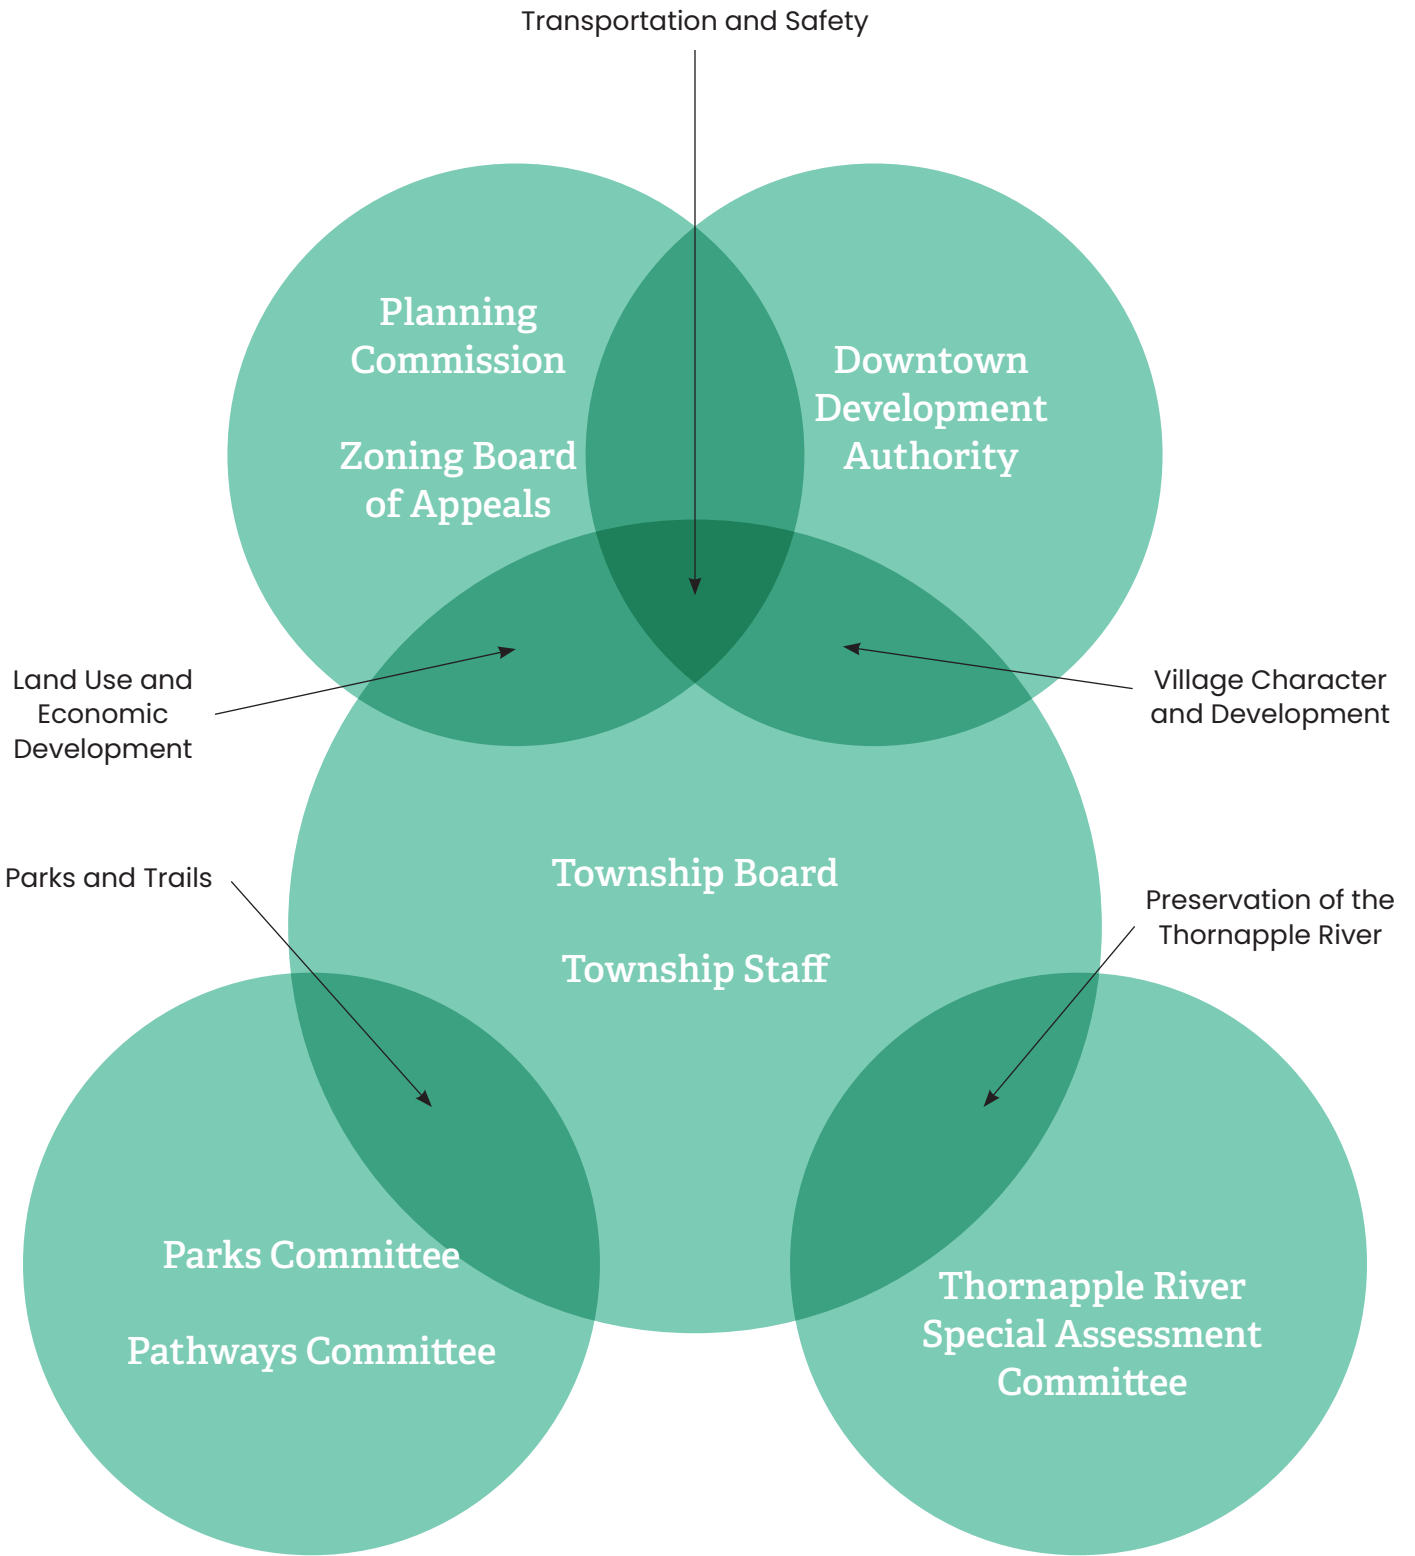 Transportation and Safety
Planning
Commission
Zoning Board
of Appeals
Downtown
Development
Authority
Land Use and
Economic
Development
Village Character
and Development
Township Board
Township Staff
Parks and Trails
Preservation of the
Thornapple River
Parks Committee
Pathways Committee
Thornapple River
Special Assessment
Committee